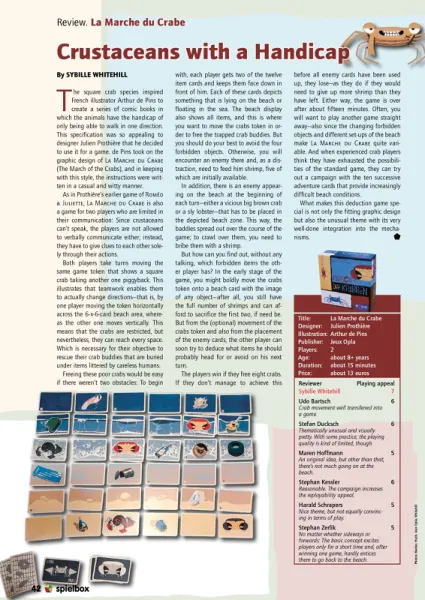 Review. La Marche du Crabe
Crustaceans with a Handicap
By SYBILLE WHITEHILL
The square crab species inspired
French illustrator Arthur de Pins to
create a series of comic books in
which the animals have the handicap of
only being able to walk in one direction.
This specification was so appealing to
designer Julien Prothière that he decided
to use it for a game. de Pins took on the
graphic design of LA MARCHE DU CRABE
(The March of the Crabs), and in keeping
with this style, the instructions were writ-
ten in a casual and witty manner.
As in Prothière's earlier game of ROMÉO
& JULIETTE, LA MARCHE DU CRABE is also
a game for two players who are limited in
their communication: Since crustaceans
can't speak, the players are not allowed
to verbally communicate either; instead,
they have to give clues to each other sole-
ly through their actions.
Both players take turns moving the
same game token that shows a square
crab taking another one piggyback. This
illustrates that teamwork enables them
to actually change directions–that is, by
one player moving the token horizontally
across the 6-x-6-card beach area, where-
as the other one moves vertically. This
means that the crabs are restricted, but
nevertheless, they can reach every space.
Which is necessary for their objective to
rescue their crab buddies that are buried
under items littered by careless humans.
Freeing these poor crabs would be easy
if there weren't two obstacles: To begin
with, each player gets two of the twelve
item cards and keeps them face down in
front of him. Each of these cards depicts
something that is lying on the beach or
floating in the sea. The beach display
also shows all items, and this is where
you want to move the crabs token in or-
der to free the trapped crab buddies. But
you should do your best to avoid the four
forbidden objects. Otherwise, you will
encounter an enemy there and, as a dis-
traction, need to feed him shrimp, five of
which are initially available.
In addition, there is an enemy appear-
ing on the beach at the beginning of
each turn–either a vicious big brown crab
or a sly lobster–that has to be placed in
the depicted beach zone. This way, the
baddies spread out over the course of the
game; to crawl over them, you need to
bribe them with a shrimp.
But how can you find out, without any
talking, which forbidden items the oth-
er player has? In the early stage of the
game, you might boldly move the crabs
token onto a beach card with the image
of any object–after all, you still have
the full number of shrimps and can af-
ford to sacrifice the first two, if need be.
But from the (optional) movement of the
crabs token and also from the placement
of the enemy cards, the other player can
soon try to deduce what items he should
probably head for or avoid on his next
turn.
The players win if they free eight crabs.
If they don't manage to achieve this
before all enemy cards have been used
up, they lose–as they do if they would
need to give up more shrimp than they
have left. Either way, the game is over
after about fifteen minutes. Often, you
will want to play another game straight
away–also since the changing forbidden
objects and different set-ups of the beach
make LA MARCHE DU CRABE quite vari-
able. And when experienced crab players
think they have exhausted the possibili-
ties of the standard game, they can try
out a campaign with the ten successive
adventure cards that provide increasingly
difficult beach conditions.
What makes this deduction game spe-
cial is not only the fitting graphic design
but also the unusual theme with its very
well-done integration into the mecha-
nisms.
Title: La Marche du Crabe
Designer: Julien Prothière
Illustration: Arthur de Pins
Publisher: Jeux Opla
Players: 2
Age: about 8+ years
Duration: about 15 minutes
Price: about 13 euros
Reviewer Playing appeal
Sybille Whitehill 7
Udo Bartsch 6
Crab movement well transferred into
a game.
Stefan Ducksch 6
Thematically unusual and visually
pretty. With some practice, the playing
quality is kind of limited, though.
Maren Hoffmann 5
An original idea, but other than that,
there's not much going on at the
beach.
Stephan Kessler 6
Reasonable. The campaign increases
the replayability appeal.
Harald Schrapers 5
Nice theme, but not equally convinc-
ing in terms of play.
Stephan Zerlik 5
No matter whether sideways or
forwards: The basic concept excites
players only for a short time and, after
winning one game, hardly entices
them to go back to the beach.
42 spielbox